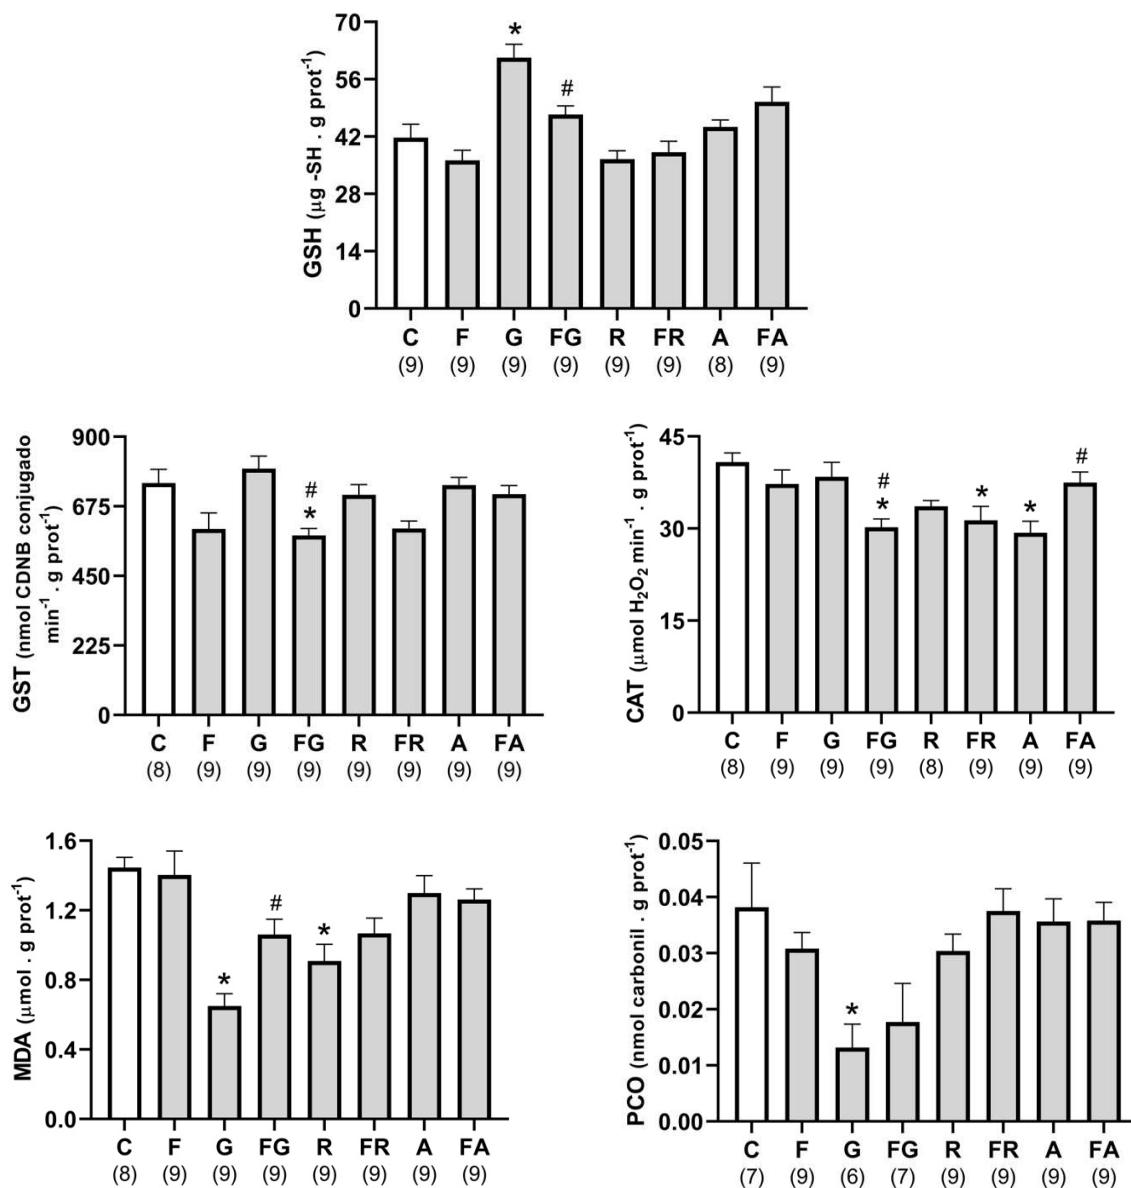 70
*
56
#
42
28
14
0
GSH (µg -SH . g prot⁻¹)
C F G FG R FR A FA
(9) (9) (9) (9) (9) (9) (8) (9)
900
675
#
*
450
225
0
GST (nmol CDNB conjugado
min⁻¹ . g prot⁻¹)
C F G FG R FR A FA
(8) (9) (9) (9) (9) (9) (9) (9)
45
#
#
* * *
30
15
0
CAT (µmol H₂O₂ min⁻¹ . g prot⁻¹)
C F G FG R FR A FA
(8) (9) (9) (9) (8) (9) (9) (9)
1.6
1.2
#
*
0.8
*
0.4
0.0
MDA (µmol . g prot⁻¹)
C F G FG R FR A FA
(8) (9) (9) (9) (9) (9) (9) (9)
0.05
0.04
0.03
0.02
*
0.01
0.00
PCO (nmol carbonil . g prot⁻¹)
C F G FG R FR A FA
(7) (9) (6) (7) (9) (9) (9) (9)